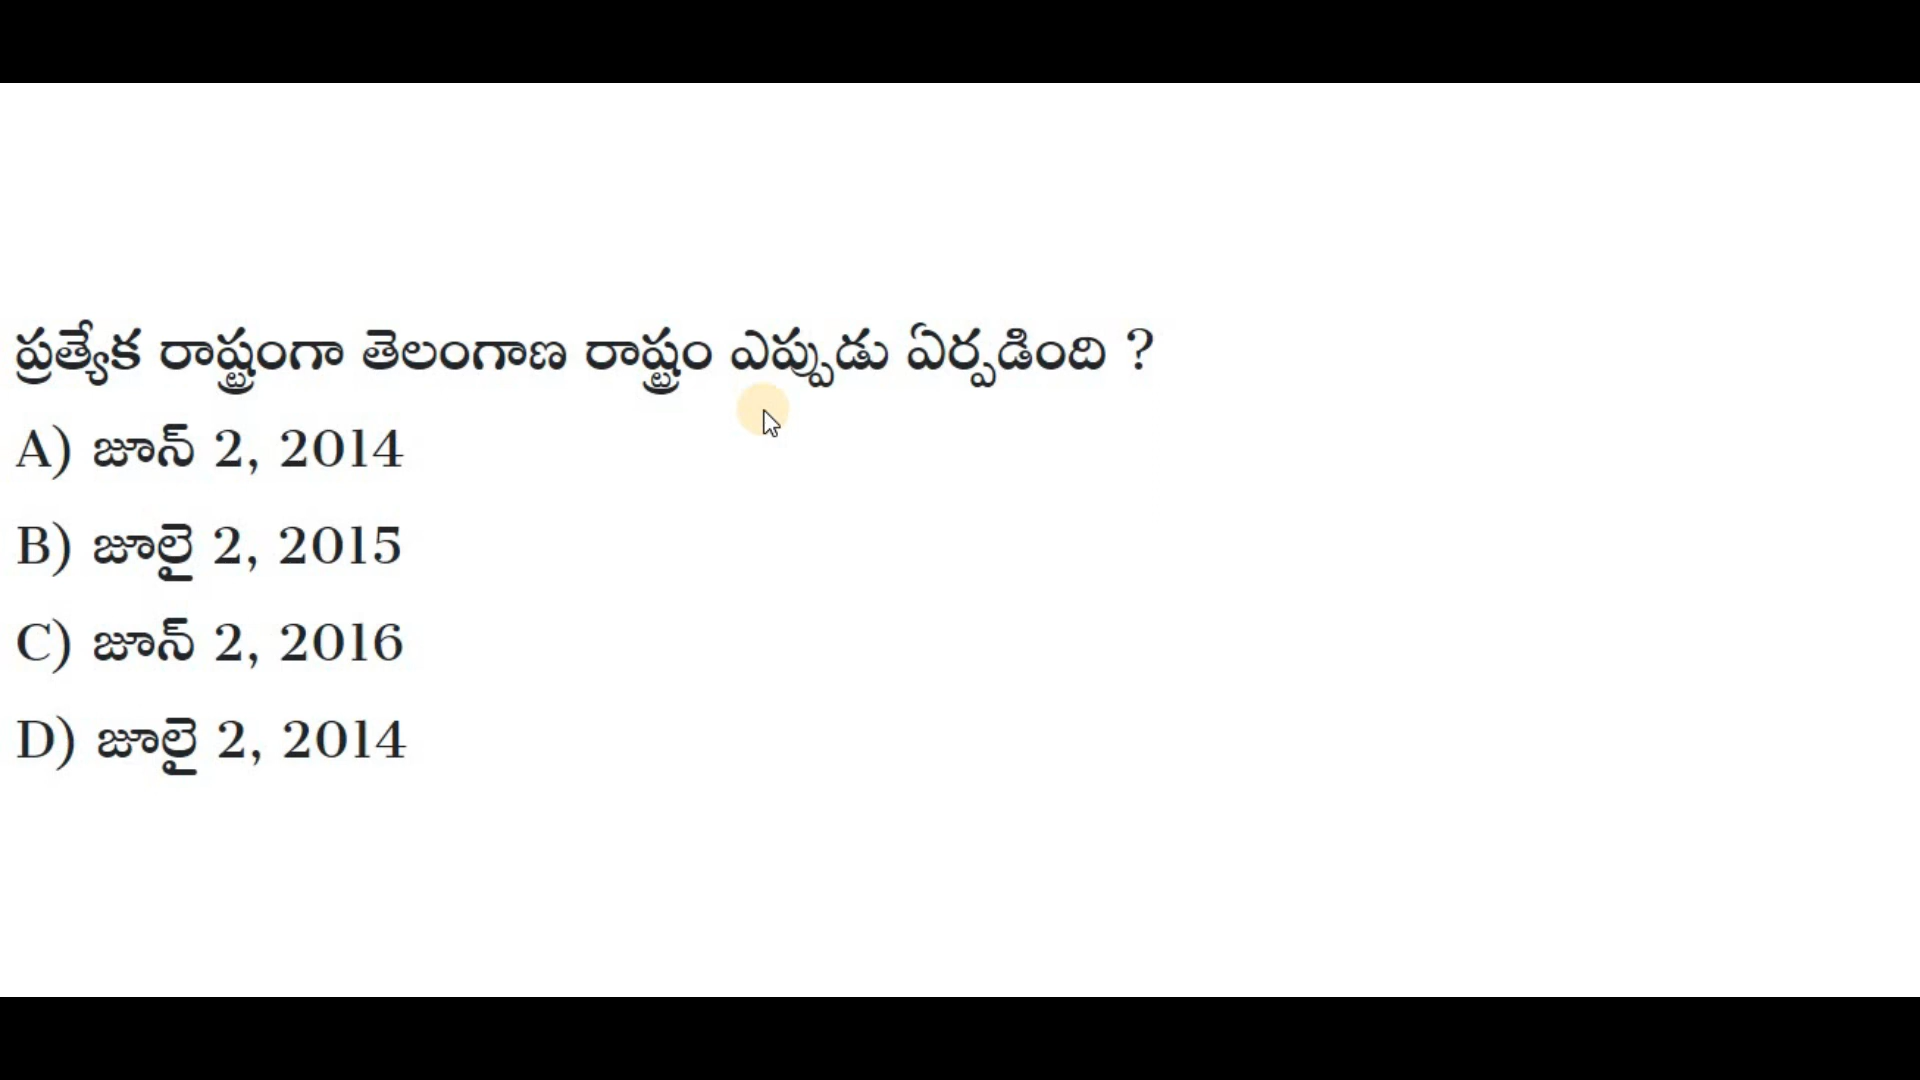 ప్రత్యేక రాష్ట్రంగా తెలంగాణ రాష్ట్రం ఎప్పుడు ఏర్పడింది ?
A) జూన్ 2, 2014
B) జూలై 2, 2015
C) జూన్ 2, 2016
D) జూలై 2, 2014